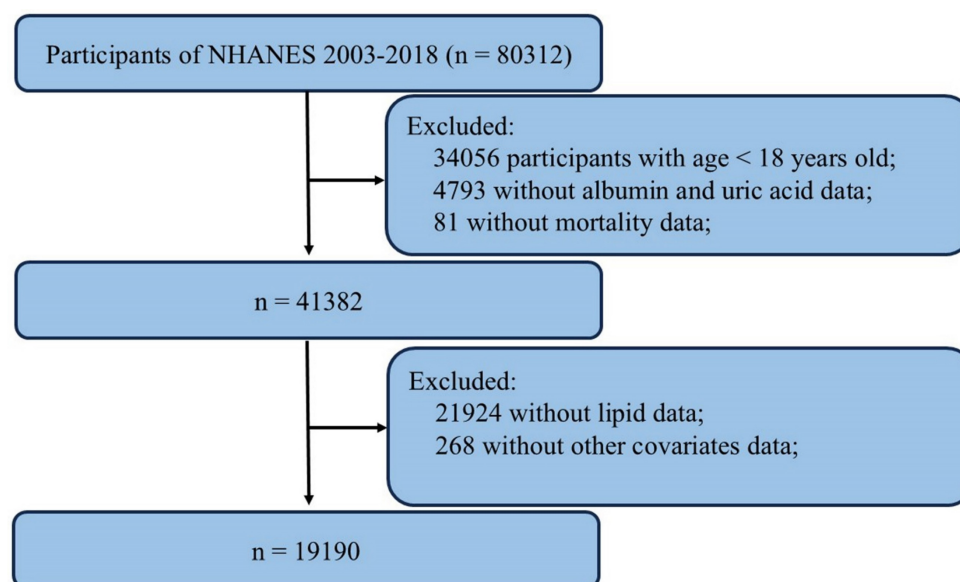 Participants of NHANES 2003-2018 (n = 80312)
Excluded:
34056 participants with age < 18 years old;
4793 without albumin and uric acid data;
81 without mortality data;
n = 41382
Excluded:
21924 without lipid data;
268 without other covariates data;
n = 19190